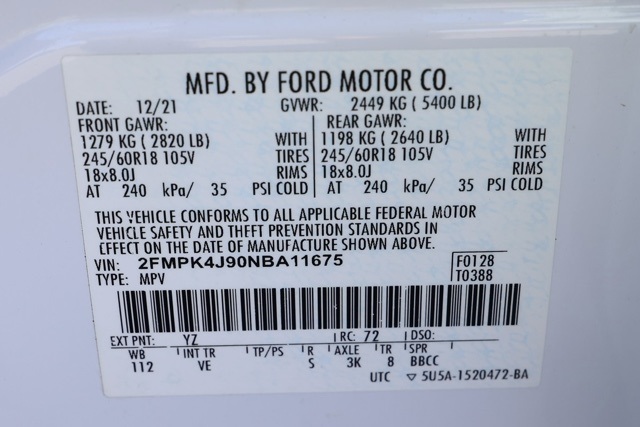 MFD. BY FORD MOTOR CO.
DATE: 12/21 GVWR: 2449 KG ( 5400 LB)
FRONT GAWR: REAR GAWR:
1279 KG ( 2820 LB) WITH 1198 KG ( 2640 LB) WITH
245/60R18 105V TIRES 245/60R18 105V TIRES
18x8.0J RIMS 18x8.0J RIMS
AT 240 kPa/ 35 PSI COLD AT 240 kPa/ 35 PSI COLD
THIS VEHICLE CONFORMS TO ALL APPLICABLE FEDERAL MOTOR
VEHICLE SAFETY AND THEFT PREVENTION STANDARDS IN
EFFECT ON THE DATE OF MANUFACTURE SHOWN ABOVE.
VIN: 2FMPK4J90NBA11675 F0128
TYPE: MPV T0388
EXT PNT: YZ RC: 72 DSO:
WB INT TR TP/PS R AXLE TR SPR
112 VE S 3K 8 BBCC
UTC ▽ 5U5A-1520472-BA